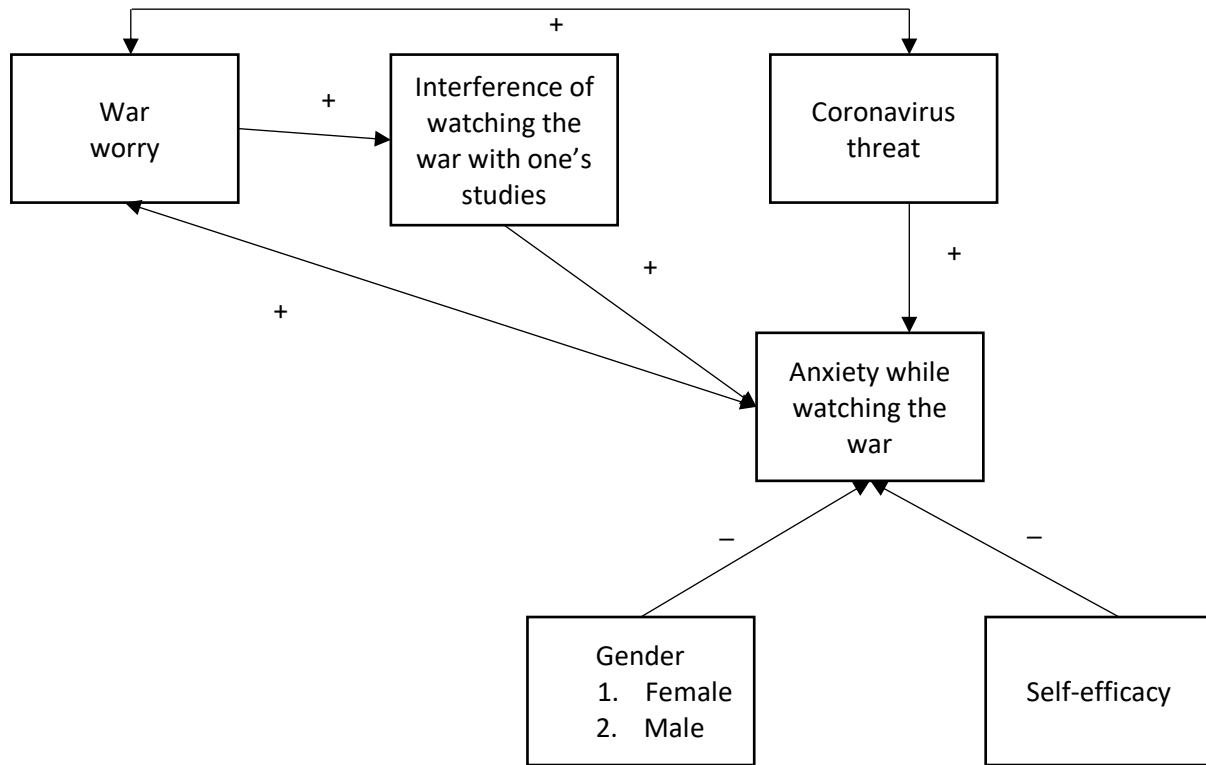 +
War
worry
+
Interference of
watching the
war with one’s
studies
Coronavirus
threat
+
+
+
Anxiety while
watching the
war
–
–
Gender
1. Female
2. Male
Self-efficacy